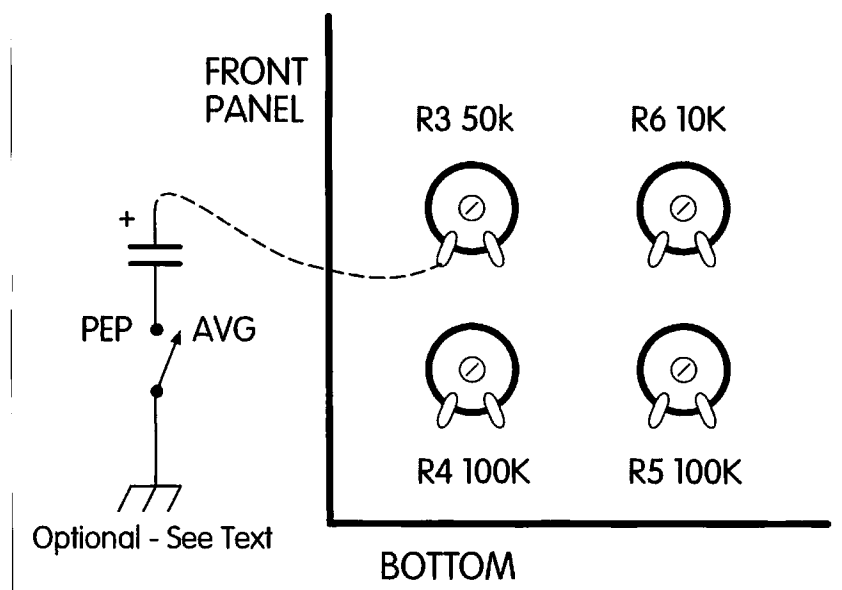 FRONT
PANEL
R3 50k
R6 10K
+
PEP
AVG
R4 100K
R5 100K
Optional - See Text
BOTTOM